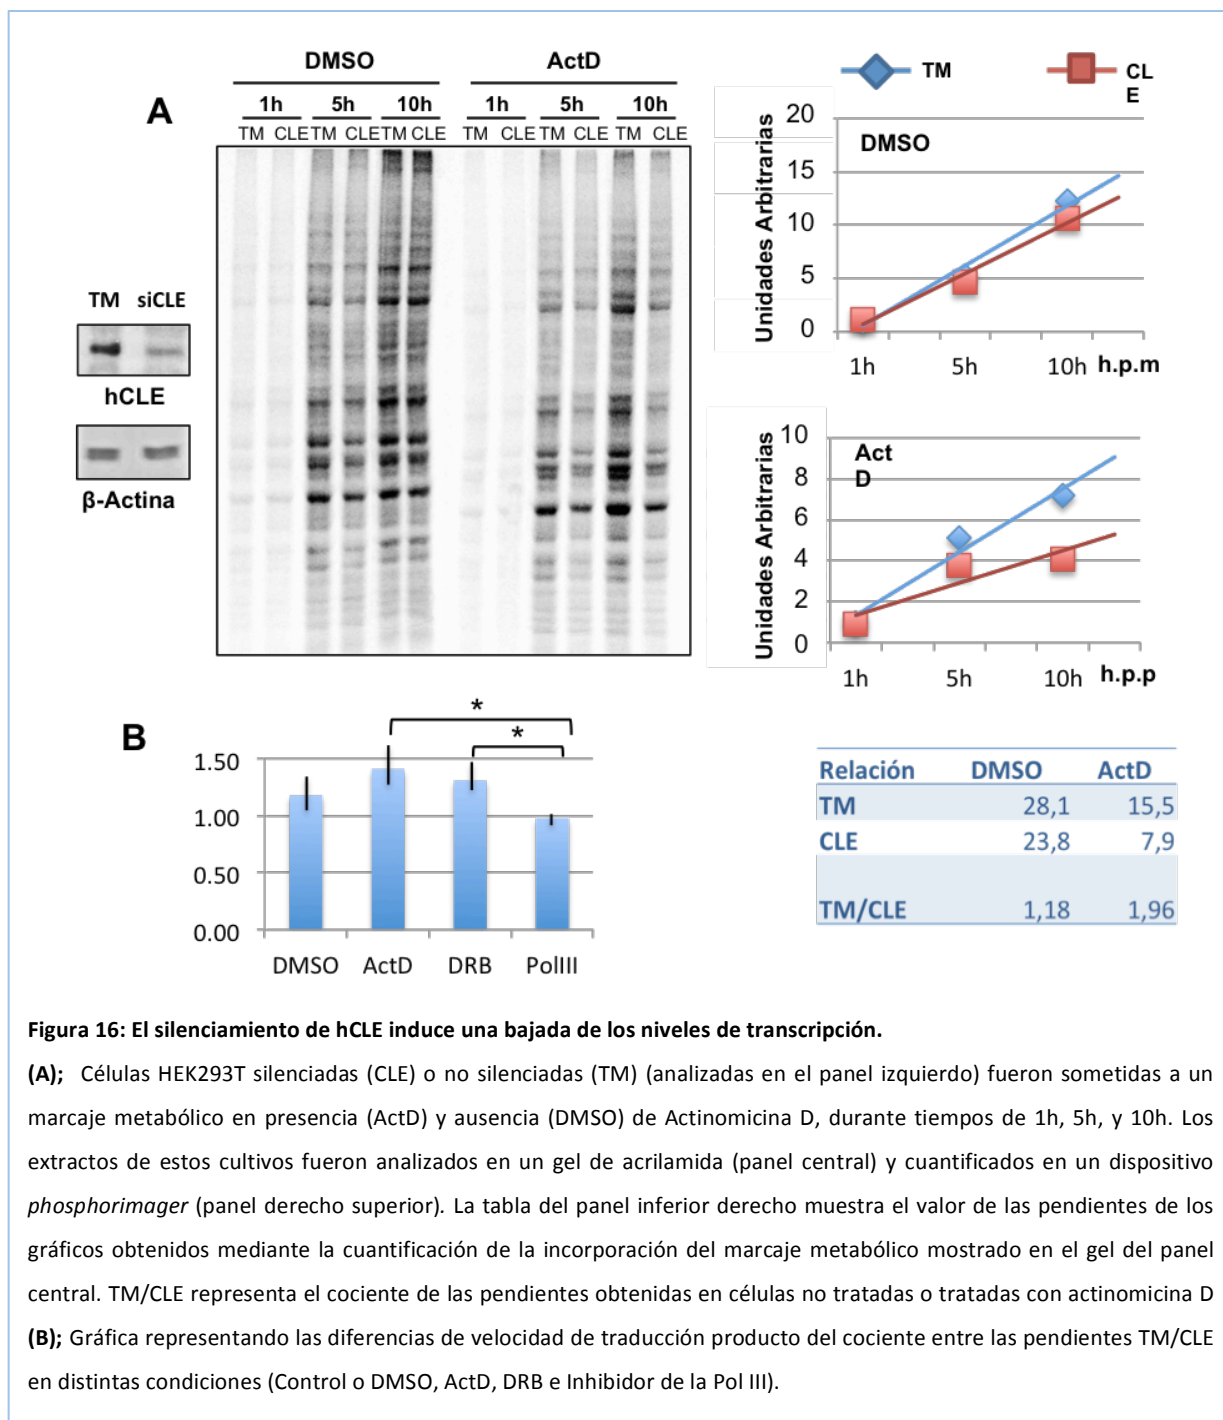 DMSO ActD
A
1h 5h 10h 1h 5h 10h
TM CLE TM CLE TM CLE TM CLE TM CLE TM CLE
TM siCLE
hCLE
β-Actina
TM
CL
E
Unidades Arbitrarias
20
15
10
5
0
DMSO
1h 5h 10h h.p.m
Unidades Arbitrarias
10
8
6
4
2
0
Act
D
1h 5h 10h h.p.p
B
* *
1.50
1.00
0.50
0.00
DMSO ActD DRB PolIII
Relación DMSO ActD
TM 28,1 15,5
CLE 23,8 7,9
TM/CLE 1,18 1,96
Figura 16: El silenciamiento de hCLE induce una bajada de los niveles de transcripción.
(A); Células HEK293T silenciadas (CLE) o no silenciadas (TM) (analizadas en el panel izquierdo) fueron sometidas a un
marcaje metabólico en presencia (ActD) y ausencia (DMSO) de Actinomicina D, durante tiempos de 1h, 5h, y 10h. Los
extractos de estos cultivos fueron analizados en un gel de acrilamida (panel central) y cuantificados en un dispositivo
phosphorimager (panel derecho superior). La tabla del panel inferior derecho muestra el valor de las pendientes de los
gráficos obtenidos mediante la cuantificación de la incorporación del marcaje metabólico mostrado en el gel del panel
central. TM/CLE representa el cociente de las pendientes obtenidas en células no tratadas o tratadas con actinomicina D
(B); Gráfica representando las diferencias de velocidad de traducción producto del cociente entre las pendientes TM/CLE
en distintas condiciones (Control o DMSO, ActD, DRB e Inhibidor de la Pol III).